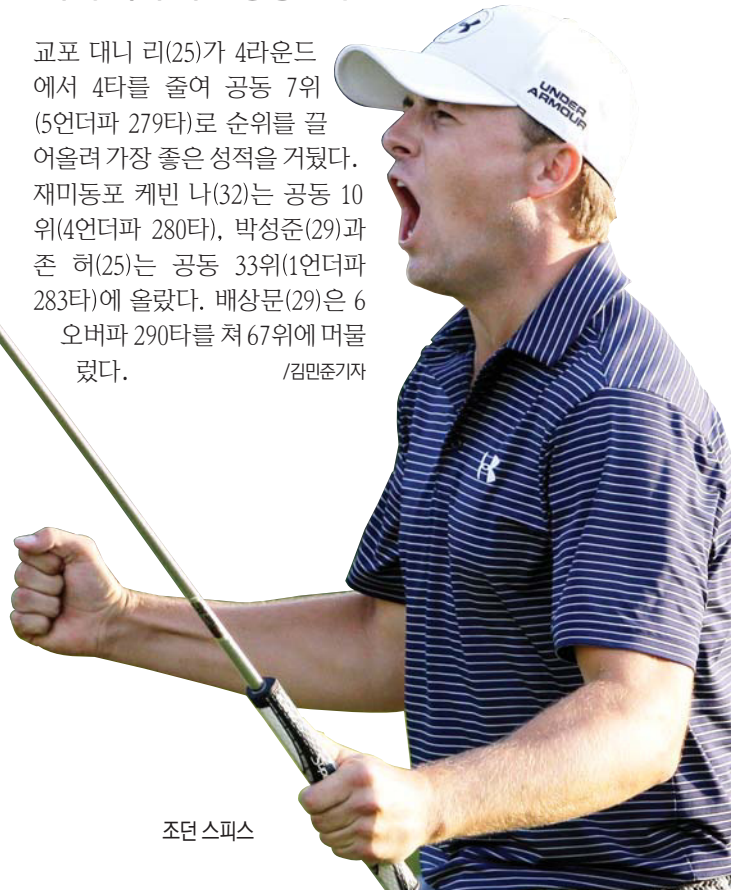 교포 대니 리(25)가 4라운드
에서 4타를 줄여 공동 7위
(5언더파 279타)로 순위를 끌
어올려 가장 좋은 성적을 거뒀다.
재미동포 케빈 나(32)는 공동 10
위(4언더파 280타), 박성준(29)과
존 허(25)는 공동 33위(1언더파
283타)에 올랐다. 배상문(29)은 6
오버파 290타를 쳐 67위에 머물
렀다. /김민준기자
UNDER
ARMOUR
조던 스피스